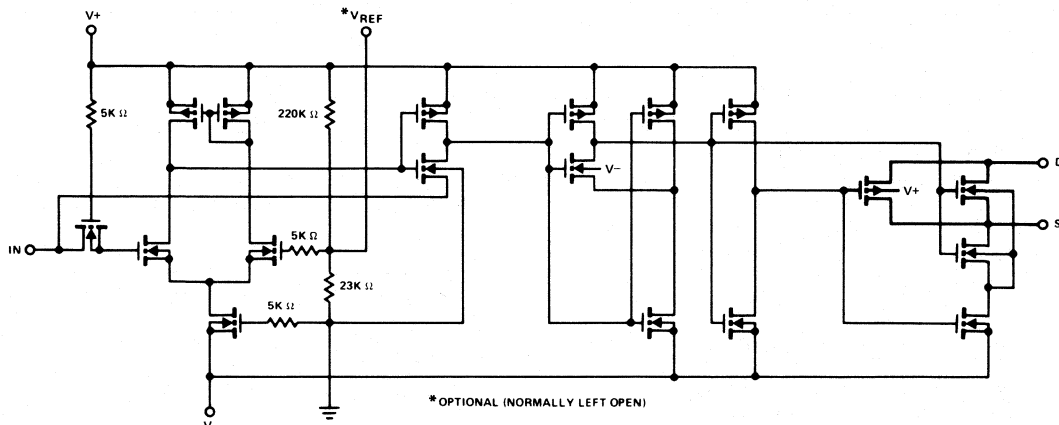 V+
*VREF
5K Ω
220K Ω
V−
D
V+
S
5K Ω
IN
23K Ω
5K Ω
*OPTIONAL (NORMALLY LEFT OPEN)